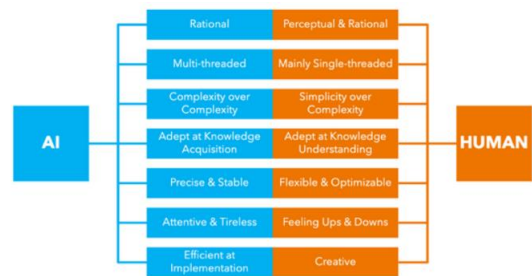 Rational
Perceptual & Rational
Multi-threaded
Mainly Single-threaded
Complexity over
Complexity
Simplicity over
Complexity
AI
Adept at Knowledge
Acquisition
Adept at Knowledge
Understanding
HUMAN
Precise & Stable
Flexible & Optimizable
Attentive & Tireless
Feeling Ups & Downs
Efficient at
Implementation
Creative